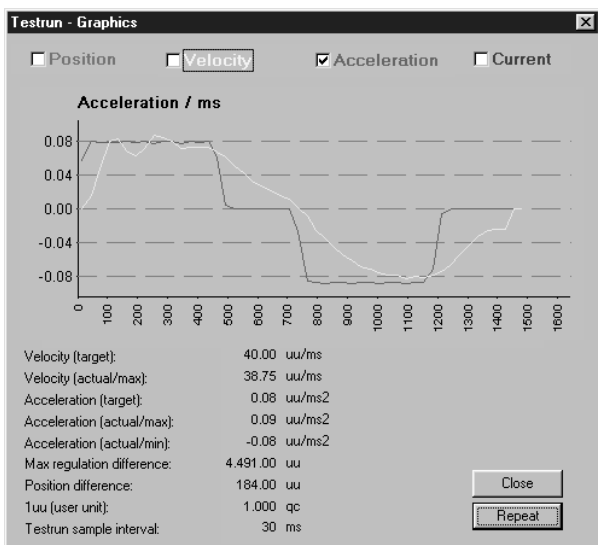 Testrun - Graphics
Position Velocity Acceleration Current
Acceleration / ms
0.08
0.04
0.00
-0.04
-0.08
0 100 200 300 400 500 600 700 800 900 1000 1100 1200 1300 1400 1500 1600
Velocity (target): 40.00 uu/ms
Velocity (actual/max): 38.75 uu/ms
Acceleration (target): 0.08 uu/ms2
Acceleration (actual/max): 0.09 uu/ms2
Acceleration (actual/min): -0.08 uu/ms2
Max regulation difference: 4.491.00 uu
Position difference: 184.00 uu
1uu (user unit): 1.000 qc
Testrun sample interval: 30 ms
Close
Repeat